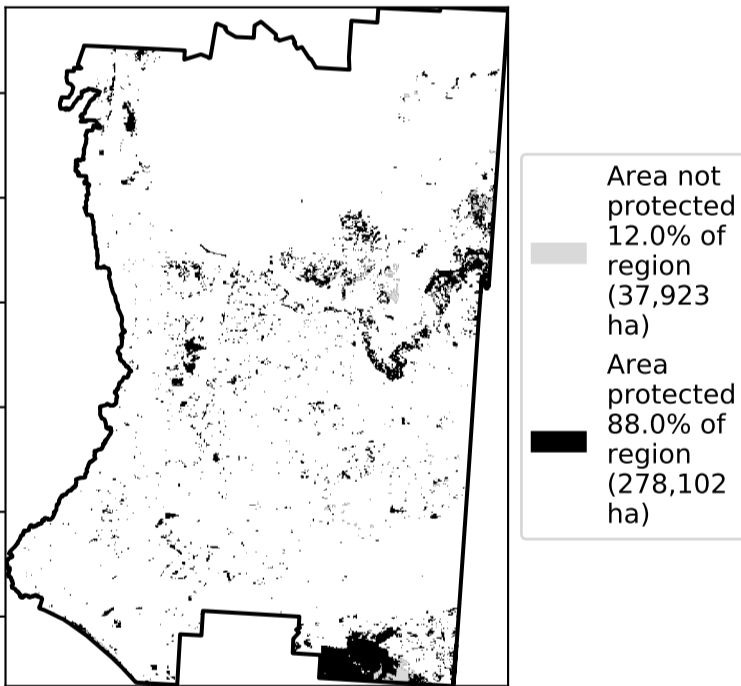 Area not
protected
12.0% of
region
(37,923
ha)
Area
protected
88.0% of
region
(278,102
ha)